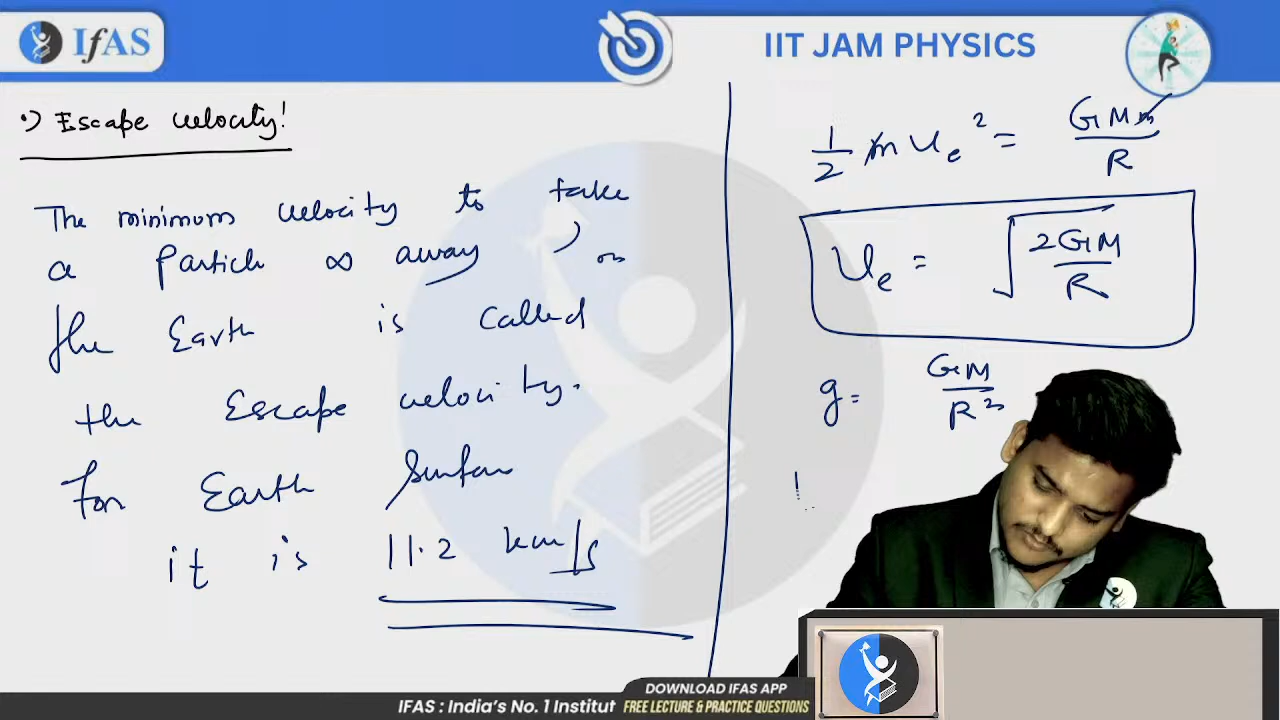 IfAS
IIT JAM PHYSICS
•) Escape velocity!
The minimum velocity to take
a particle ∞ away, on
the Earth is called
the Escape velocity.
For Earth surface
it is 11.2 km/s
1/2 m Ue² = GMm/R
Ue = √(2GM/R)
g = GM/R²
DOWNLOAD IFAS APP
IFAS : India's No. 1 Institut FREE LECTURE & PRACTICE QUESTIONS